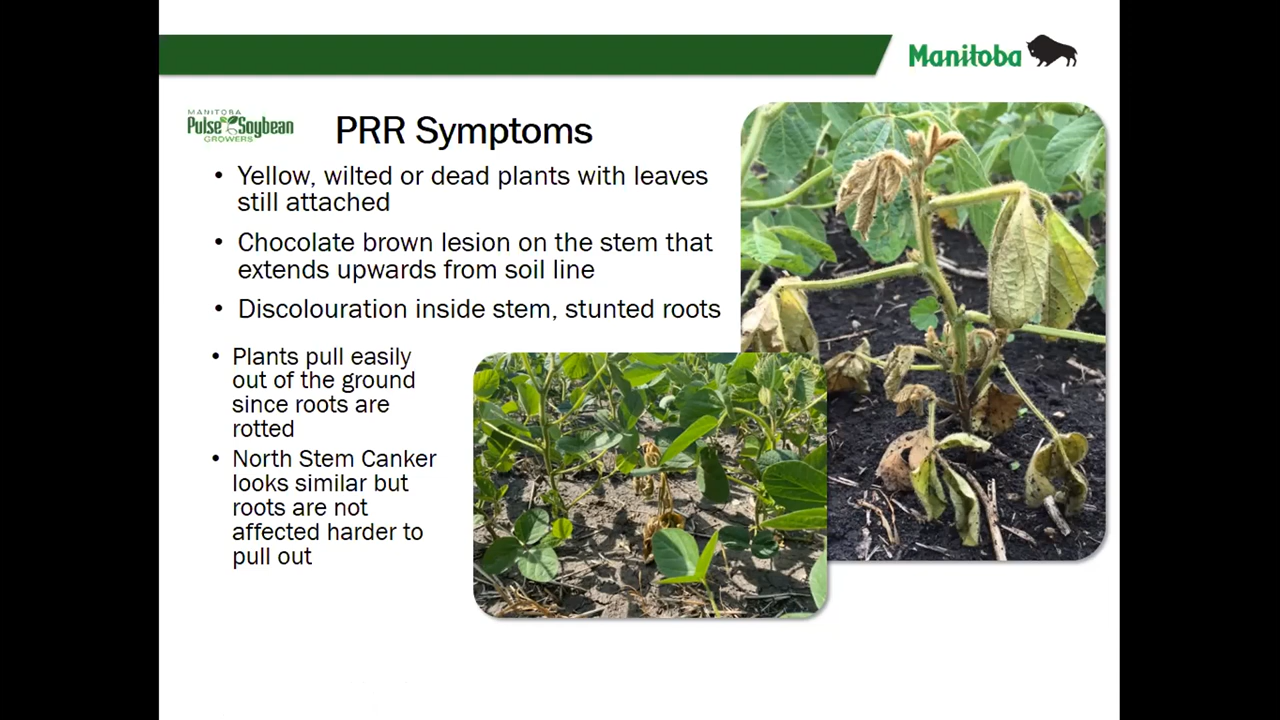 Manitoba
MANITOBA
Pulse Soybean
GROWERS
PRR Symptoms
• Yellow, wilted or dead plants with leaves
still attached
• Chocolate brown lesion on the stem that
extends upwards from soil line
• Discolouration inside stem, stunted roots
• Plants pull easily
out of the ground
since roots are
rotted
• North Stem Canker
looks similar but
roots are not
affected harder to
pull out